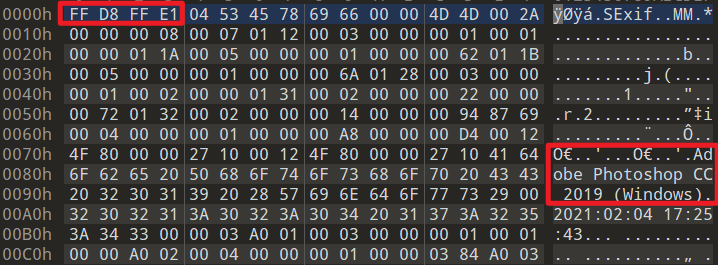 0000h FF D8 FF E1 04 53 45 78 69 66 00 00 4D 4D 00 2A ÿØÿá.SExif..MM.*
0010h 00 00 00 08 00 07 01 12 00 03 00 00 00 01 00 01 ................
0020h 00 00 01 1A 00 05 00 00 00 01 00 00 00 62 01 1B .............b..
0030h 00 05 00 00 00 01 00 00 00 6A 01 28 00 03 00 00 .........j.(....
0040h 00 01 00 02 00 00 01 31 00 02 00 00 00 22 00 00 .......1....."..
0050h 00 72 01 32 00 02 00 00 00 14 00 00 00 94 87 69 .r.2.........”‡i
0060h 00 04 00 00 00 01 00 00 00 A8 00 00 00 D4 00 12 .........¨...Ô..
0070h 4F 80 00 00 27 10 00 12 4F 80 00 00 27 10 41 64 O€..'...O€..'.Ad
0080h 6F 62 65 20 50 68 6F 74 6F 73 68 6F 70 20 43 43 obe Photoshop CC
0090h 20 32 30 31 39 20 28 57 69 6E 64 6F 77 73 29 00  2019 (Windows).
00A0h 32 30 32 31 3A 30 32 3A 30 34 20 31 37 3A 32 35 2021:02:04 17:25
00B0h 3A 34 33 00 00 03 A0 01 00 03 00 00 00 01 00 01 :43... .........
00C0h 00 00 A0 02 00 04 00 00 00 01 00 00 03 84 A0 03 .. ..........„ .